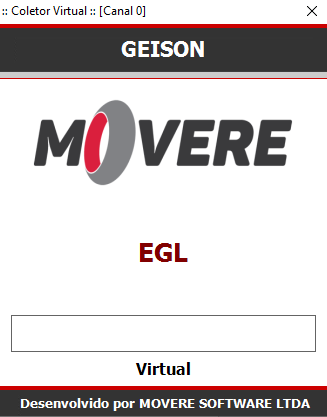 :: Coletor Virtual :: [Canal 0]
GEISON
MOVERE
EGL
Virtual
Desenvolvido por MOVERE SOFTWARE LTDA